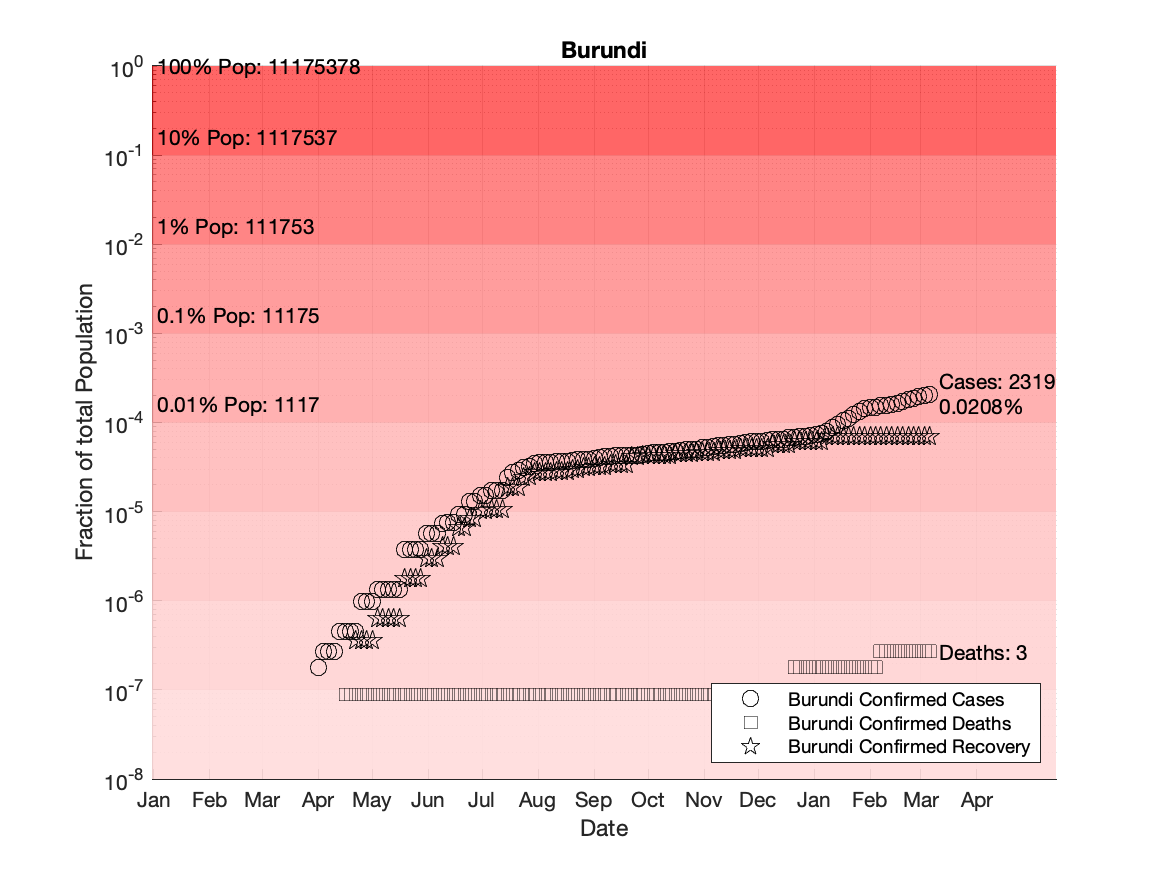 Burundi
10^0
100% Pop: 11175378
10% Pop: 1117537
10^-1
1% Pop: 111753
10^-2
0.1% Pop: 11175
10^-3
Cases: 2319
0.01% Pop: 1117
0.0208%
10^-4
10^-5
10^-6
Deaths: 3
10^-7
Burundi Confirmed Cases
Burundi Confirmed Deaths
Burundi Confirmed Recovery
10^-8
Jan Feb Mar Apr May Jun Jul Aug Sep Oct Nov Dec Jan Feb Mar Apr
Date
Fraction of total Population